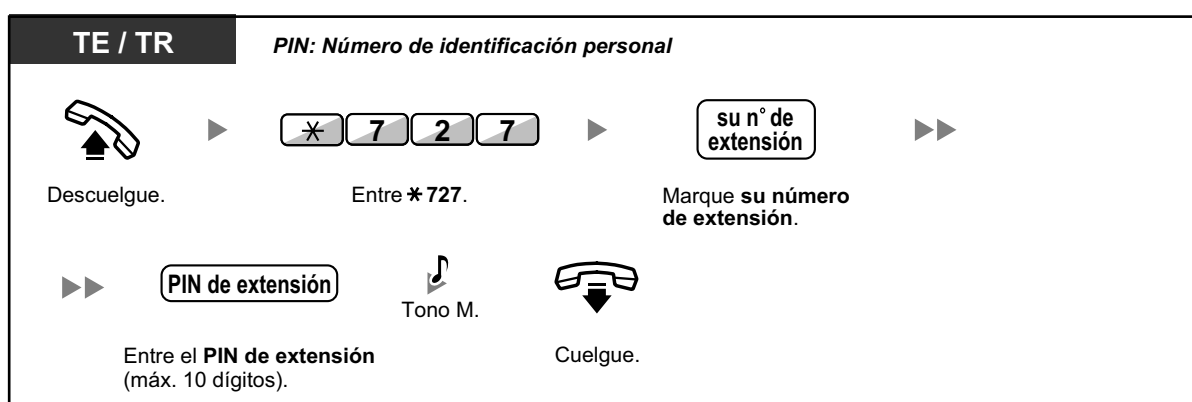 TE / TR
PIN: Número de identificación personal
* 7 2 7
su n° de
extensión
Descuelgue.
Entre * 727.
Marque su número
de extensión.
PIN de extensión
Tono M.
Entre el PIN de extensión
(máx. 10 dígitos).
Cuelgue.